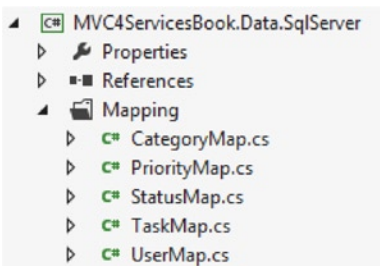 C# MVC4ServicesBook.Data.SqlServer
Properties
References
Mapping
C# CategoryMap.cs
C# PriorityMap.cs
C# StatusMap.cs
C# TaskMap.cs
C# UserMap.cs